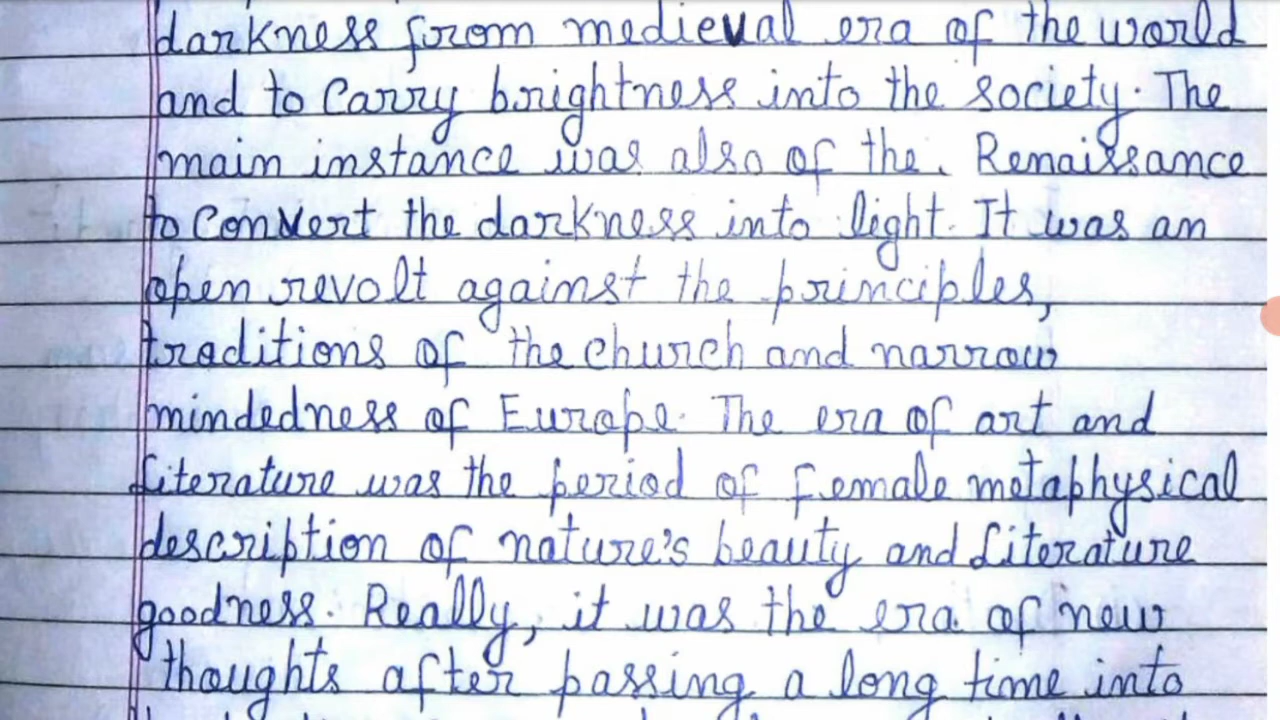 darkness from medieval era of the world
and to Carry brightness into the society. The
main instance was also of the. Renaissance
to Convert the darkness into light. It was an
open revolt against the principles,
traditions of the church and narrow
mindedness of Europe. The era of art and
Literature was the period of female metaphysical
description of nature's beauty and Literature
goodness. Really, it was the era of new
thoughts after passing a long time into